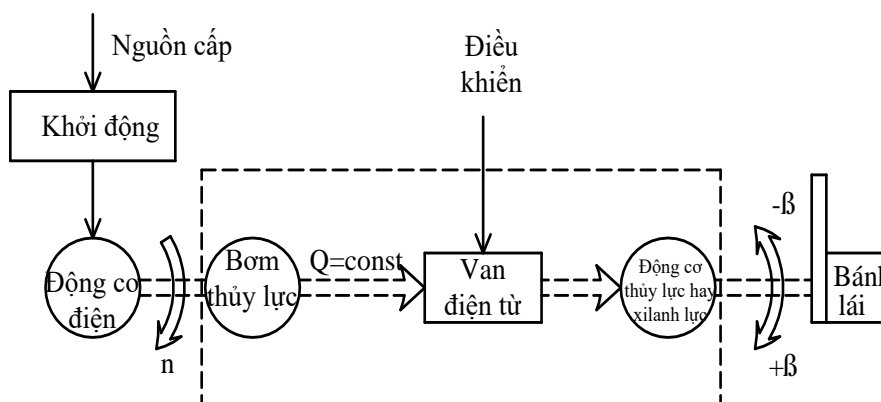 Nguồn cấp
Khởi động
Điều
khiển
Động cơ
điện
n
Bơm
thủy lực
Q=const
Van
điện từ
Động cơ
thủy lực hay
xilanh lực
-ß
+ß
Bánh
lái